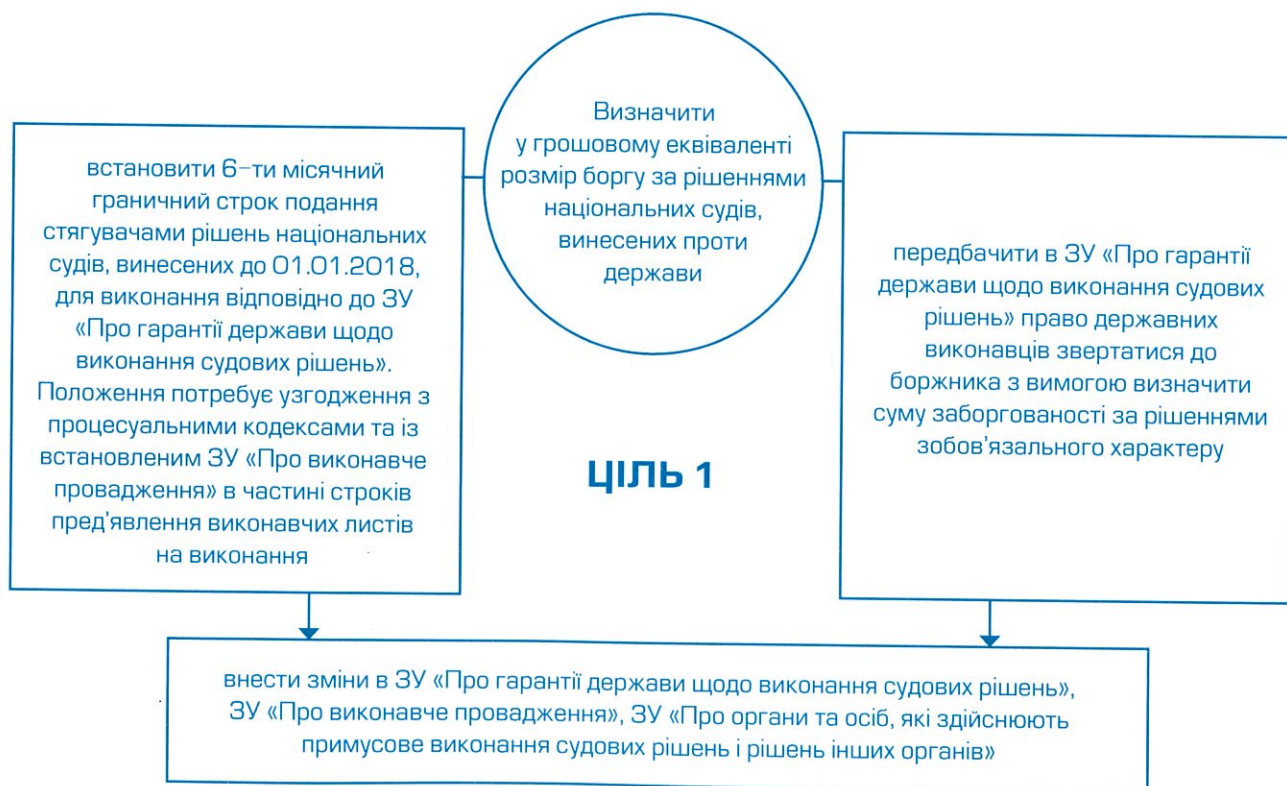 Визначити
у грошовому еквіваленті
розмір боргу за рішеннями
національних судів,
винесених проти
держави
встановити 6-ти місячний
граничний строк подання
стягувачами рішень національних
судів, винесених до 01.01.2018,
для виконання відповідно до ЗУ
«Про гарантії держави щодо
виконання судових рішень».
Положення потребує узгодження з
процесуальними кодексами та із
встановленим ЗУ «Про виконавче
провадження» в частині строків
пред’явлення виконавчих листів
на виконання
передбачити в ЗУ «Про гарантії
держави щодо виконання судових
рішень» право державних
виконавців звертатися до
боржника з вимогою визначити
суму заборгованості за рішеннями
зобов’язального характеру
ЦІЛЬ 1
внести зміни в ЗУ «Про гарантії держави щодо виконання судових рішень»,
ЗУ «Про виконавче провадження», ЗУ «Про органи та осіб, які здійснюють
примусове виконання судових рішень і рішень інших органів»